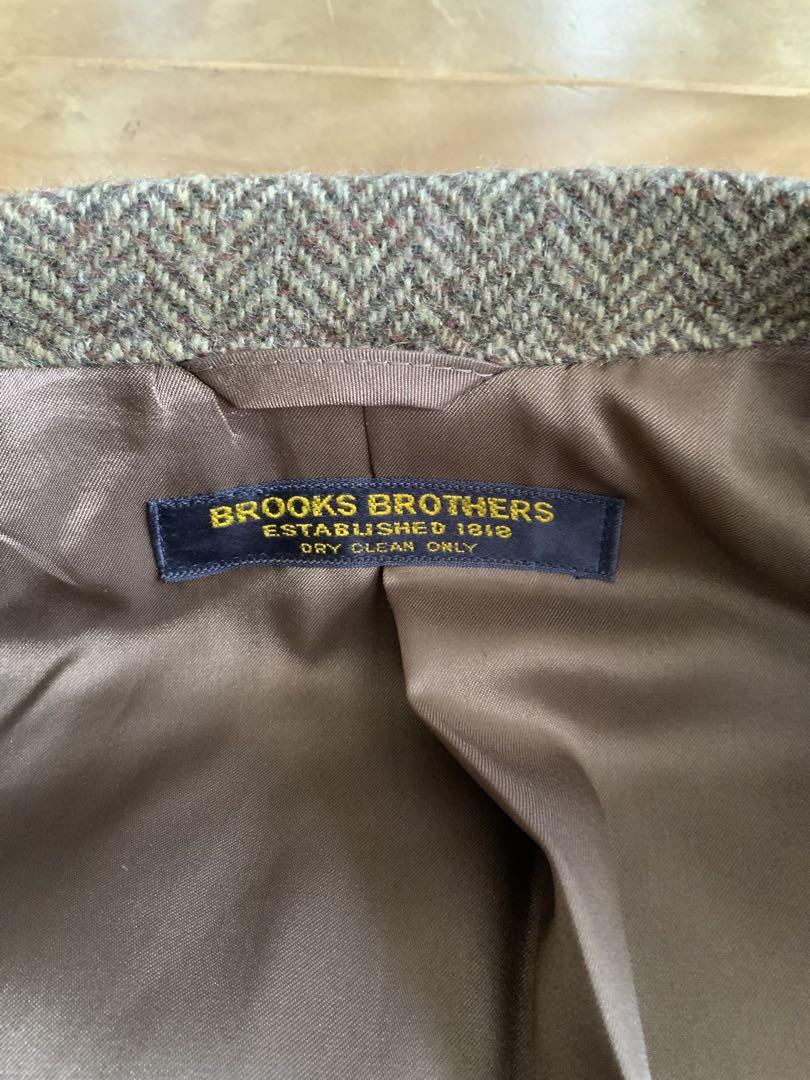 BROOKS BROTHERS
ESTABLISHED 1818
DRY CLEAN ONLY